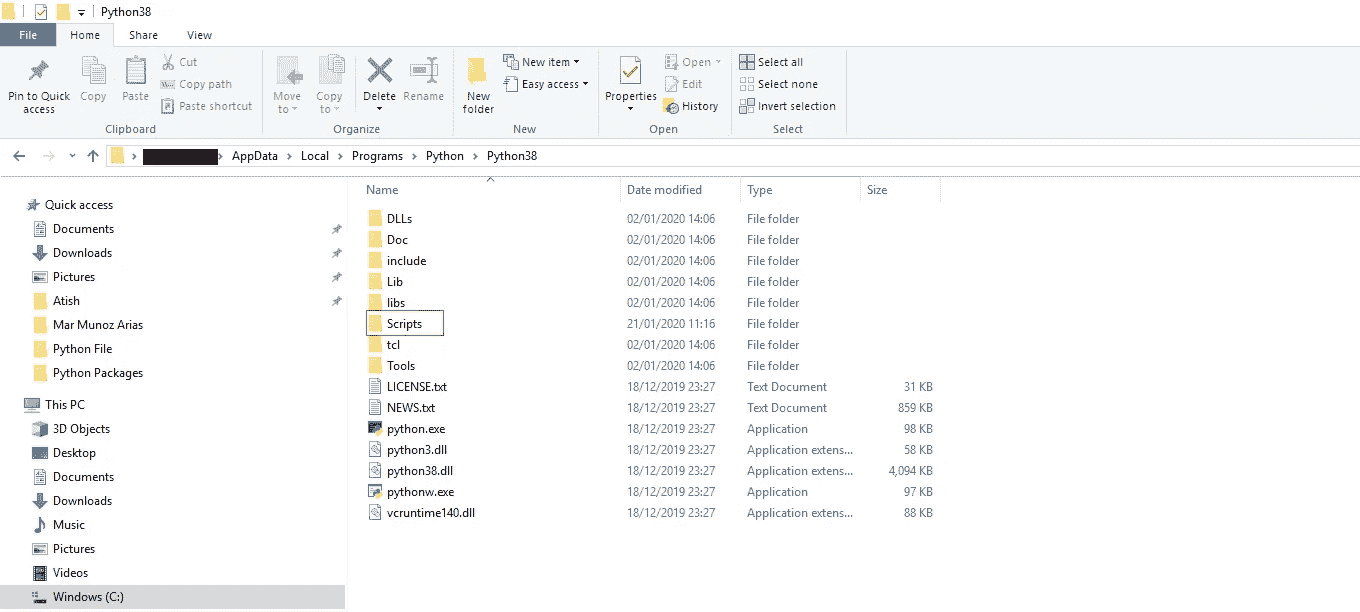 Python38
File Home Share View
Pin to Quick access
Copy
Paste
Cut
Copy path
Paste shortcut
Clipboard
Move to
Copy to
Delete
Rename
Organize
New folder
New item
Easy access
New
Properties
Open
Edit
History
Open
Select all
Select none
Invert selection
Select
AppData › Local › Programs › Python › Python38
Quick access
Documents
Downloads
Pictures
Atish
Mar Munoz Arias
Python File
Python Packages
This PC
3D Objects
Desktop
Documents
Downloads
Music
Pictures
Videos
Windows (C:)
Name Date modified Type Size
DLLs 02/01/2020 14:06 File folder
Doc 02/01/2020 14:06 File folder
include 02/01/2020 14:06 File folder
Lib 02/01/2020 14:06 File folder
libs 02/01/2020 14:06 File folder
Scripts 21/01/2020 11:16 File folder
tcl 02/01/2020 14:06 File folder
Tools 02/01/2020 14:06 File folder
LICENSE.txt 18/12/2019 23:27 Text Document 31 KB
NEWS.txt 18/12/2019 23:27 Text Document 859 KB
python.exe 18/12/2019 23:27 Application 98 KB
python3.dll 18/12/2019 23:27 Application extens... 58 KB
python38.dll 18/12/2019 23:27 Application extens... 4,094 KB
pythonw.exe 18/12/2019 23:27 Application 97 KB
vcruntime140.dll 18/12/2019 23:27 Application extens... 88 KB